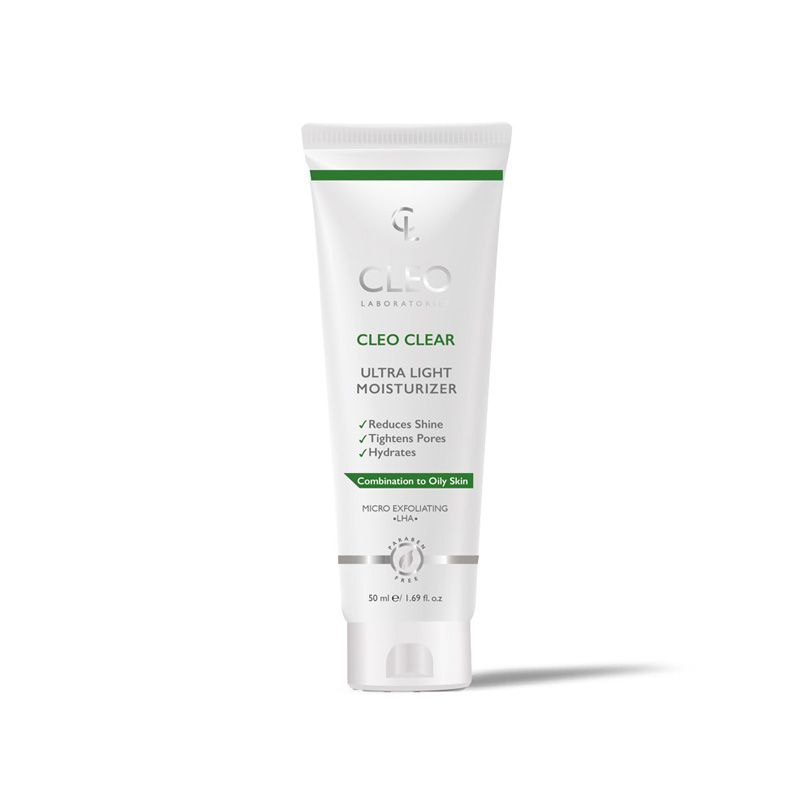 CL
CLEO
LABORATORIES
CLEO CLEAR
ULTRA LIGHT
MOISTURIZER
✓Reduces Shine
✓Tightens Pores
✓Hydrates
Combination to Oily Skin
MICRO EXFOLIATING
•LHA•
PARABEN
FREE
50 ml ℮/ 1.69 fl. o.z